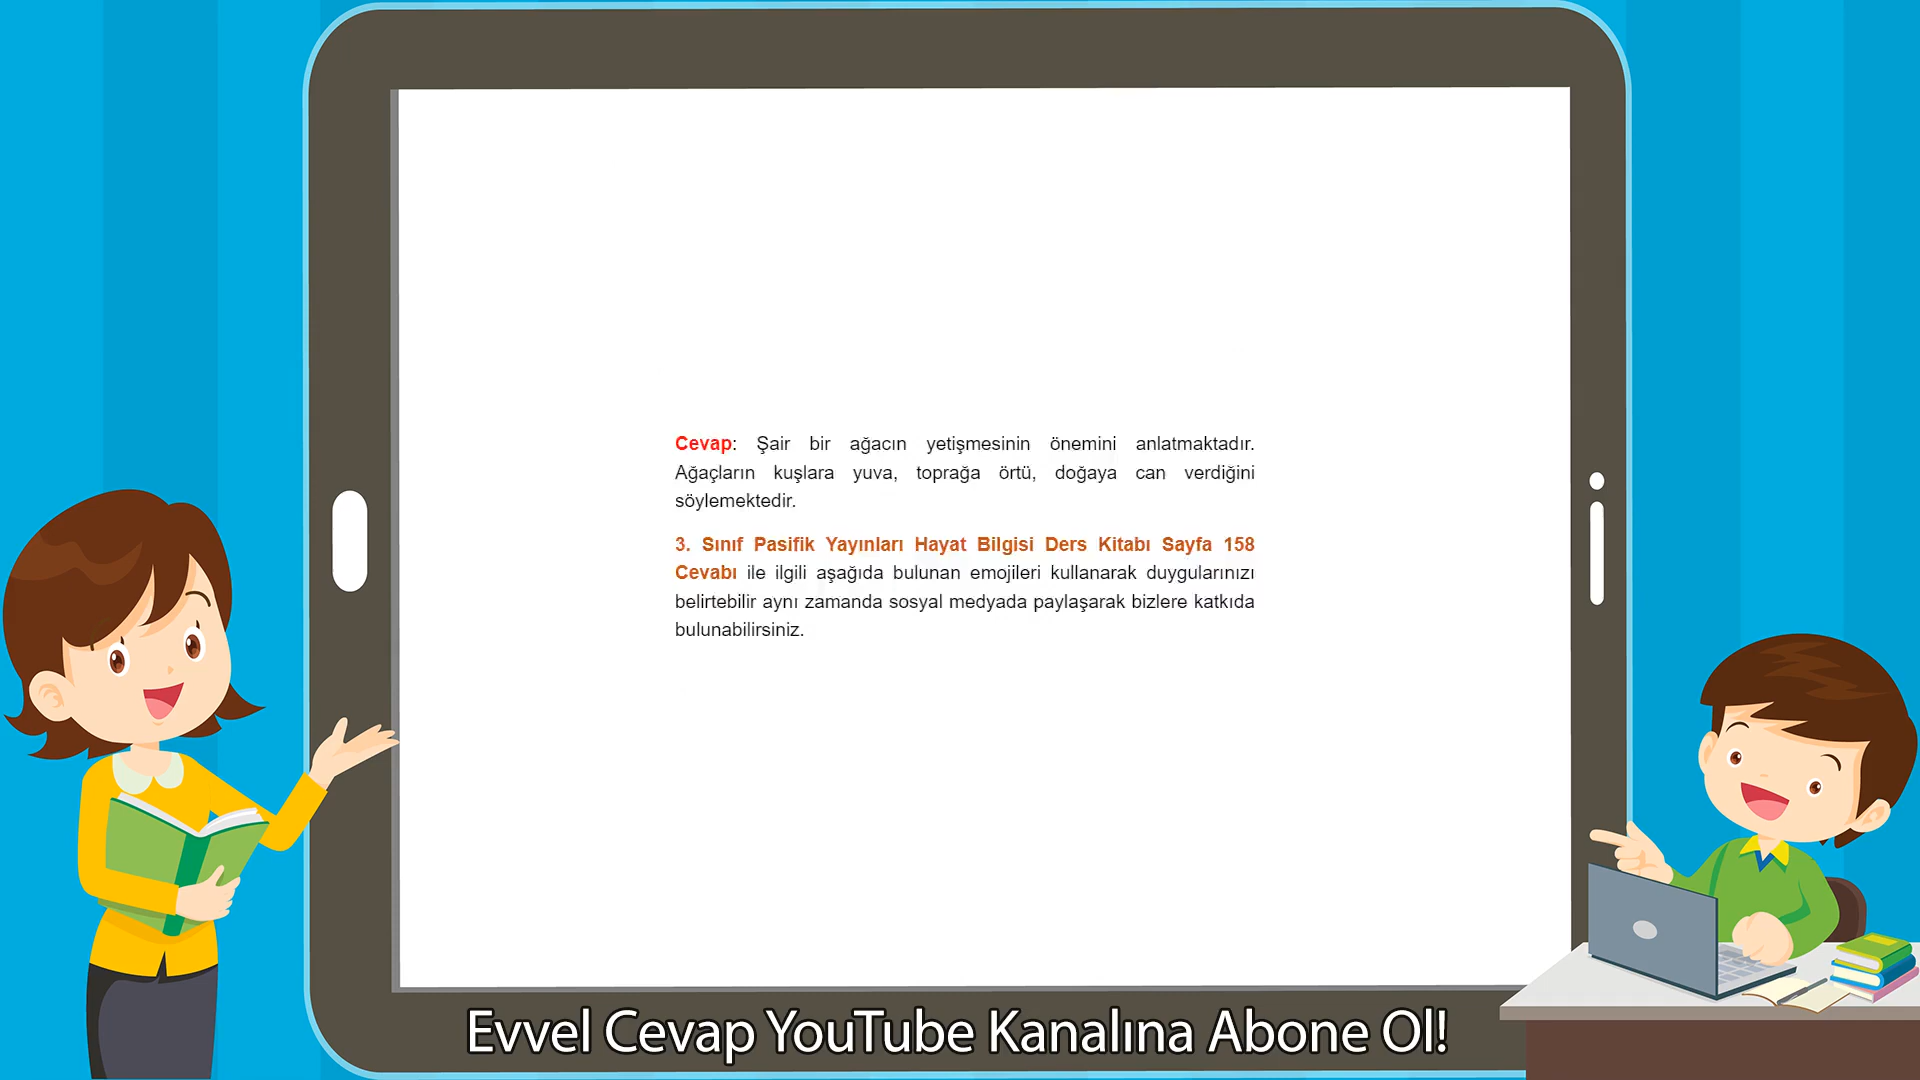 Cevap: Şair bir ağacın yetişmesinin önemini anlatmaktadır.
Ağaçların kuşlara yuva, toprağa örtü, doğaya can verdiğini
söylemektedir.
3. Sınıf Pasifik Yayınları Hayat Bilgisi Ders Kitabı Sayfa 158
Cevabı ile ilgili aşağıda bulunan emojileri kullanarak duygularınızı
belirtebilir aynı zamanda sosyal medyada paylaşarak bizlere katkıda
bulunabilirsiniz.
Evvel Cevap YouTube Kanalına Abone Ol!